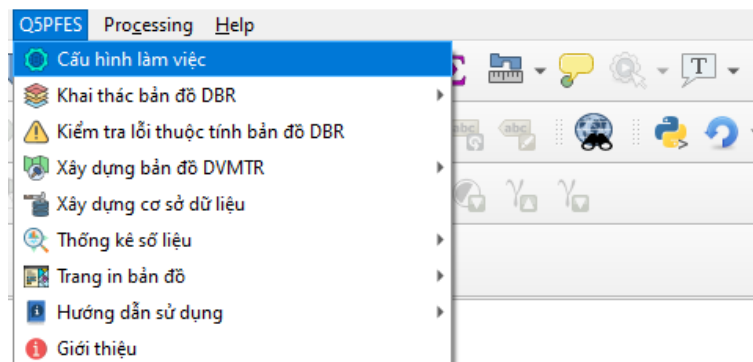 Q5PFES Processing Help
Cấu hình làm việc
Khai thác bản đồ DBR
Kiểm tra lỗi thuộc tính bản đồ DBR
Xây dựng bản đồ DVMTR
Xây dựng cơ sở dữ liệu
Thống kê số liệu
Trang in bản đồ
Hướng dẫn sử dụng
Giới thiệu